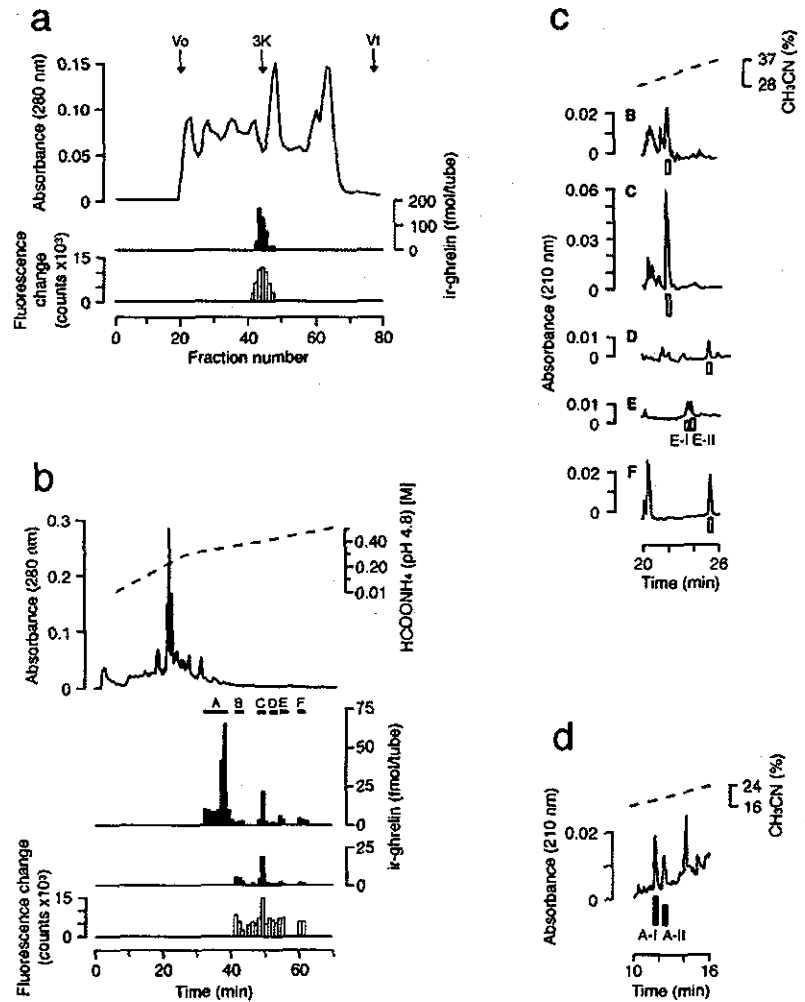 a
Vo
3K
Vt
0.15
0.10
0.05
0
Absorbance (280 nm)
200
100
0
ir-ghrelin (fmol/tube)
15
0
Fluorescence change (counts x10³)
0
20
40
60
80
Fraction number
b
0.3
0.2
0.1
0
Absorbance (280 nm)
0.40
0.20
0.01
HCOONH₄ (pH 4.8) [M]
A
B
C
D
E
F
75
50
25
0
25
0
ir-ghrelin (fmol/tube)
15
0
Fluorescence change (counts x10³)
0
20
40
60
Time (min)
c
37
28
CH₃CN (%)
B
0.02
0
C
0.06
0.03
0
Absorbance (210 nm)
D
0.01
0
E
0.01
0
E-I
E-II
F
0.02
0
20
26
Time (min)
d
24
16
CH₃CN (%)
0.02
0
Absorbance (210 nm)
A-I
A-II
10
16
Time (min)